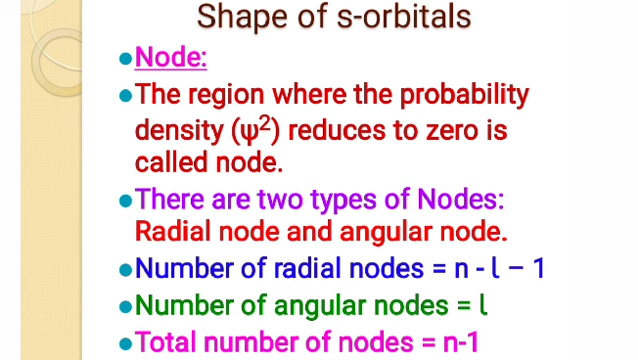 Shape of s-orbitals
●Node:
●The region where the probability
density (ψ²) reduces to zero is
called node.
●There are two types of Nodes:
Radial node and angular node.
●Number of radial nodes = n - l – 1
●Number of angular nodes = l
●Total number of nodes = n-1